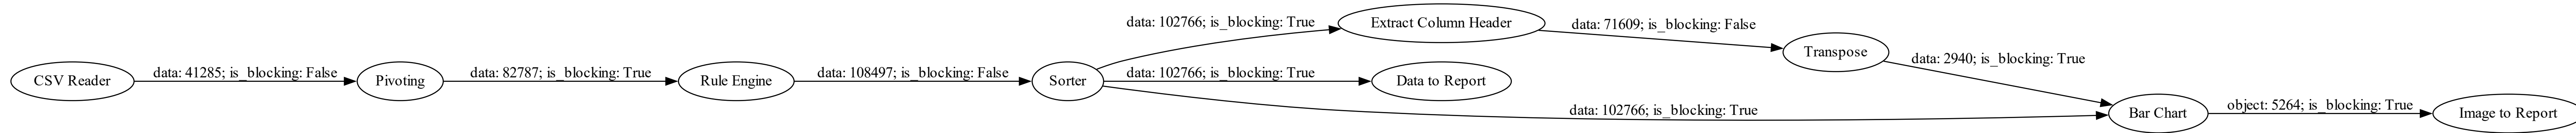 CSV Reader
data: 41285; is_blocking: False
Pivoting
data: 82787; is_blocking: True
Rule Engine
data: 108497; is_blocking: False
Sorter
data: 102766; is_blocking: True
Extract Column Header
data: 71609; is_blocking: False
Transpose
data: 2940; is_blocking: True
data: 102766; is_blocking: True
Data to Report
data: 102766; is_blocking: True
Bar Chart
object: 5264; is_blocking: True
Image to Report